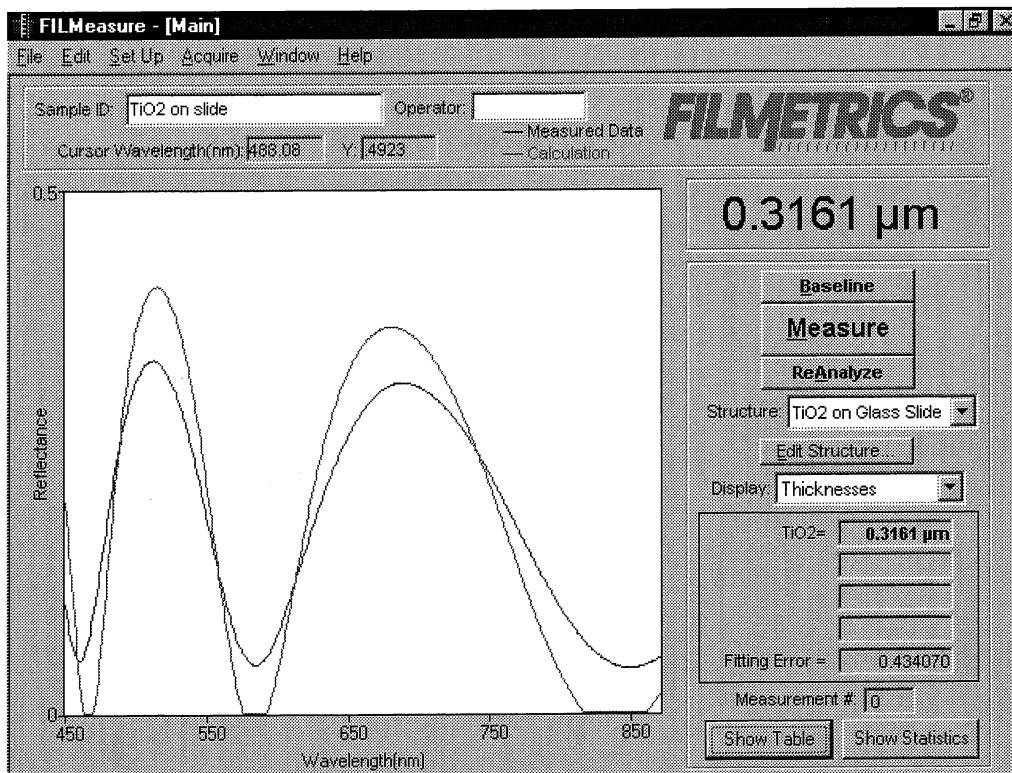 FILMeasure - [Main]
File Edit Set Up Acquire Window Help
Sample ID: TiO2 on slide Operator:
FILMETRICS®
Cursor Wavelength(nm): 488.08 Y: .4923
Measured Data
Calculation
0.5
0.3161 µm
Baseline
Measure
ReAnalyze
Structure: TiO2 on Glass Slide
Edit Structure...
Display: Thicknesses
TiO2= 0.3161 µm
Fitting Error = 0.434070
Measurement #: 0
Show Table Show Statistics
Reflectance
0
450 550 650 750 850
Wavelength(nm)